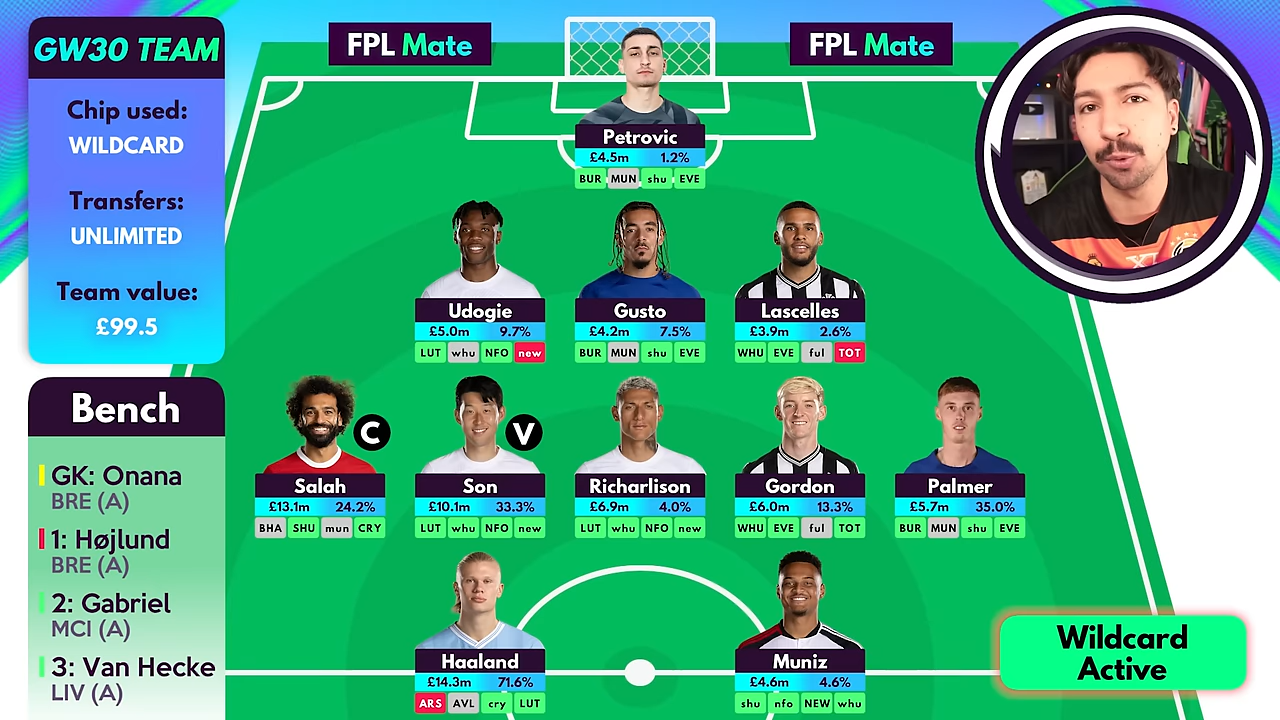 GW30 TEAM
Chip used:
WILDCARD
Transfers:
UNLIMITED
Team value:
£99.5
Bench
GK: Onana
BRE (A)
1: Højlund
BRE (A)
2: Gabriel
MCI (A)
3: Van Hecke
LIV (A)
FPL Mate
FPL Mate
Petrovic
£4.5m 1.2%
BUR MUN shu EVE
Udogie
£5.0m 9.7%
LUT whu NFO new
Gusto
£4.2m 7.5%
BUR MUN shu EVE
Lascelles
£3.9m 2.6%
WHU EVE ful TOT
C
Salah
£13.1m 24.2%
BHA SHU mun CRY
V
Son
£10.1m 33.3%
LUT whu NFO new
Richarlison
£6.9m 4.0%
LUT whu NFO new
Gordon
£6.0m 13.3%
WHU EVE ful TOT
Palmer
£5.7m 35.0%
BUR MUN shu EVE
Haaland
£14.3m 71.6%
ARS AVL cry LUT
Muniz
£4.6m 4.6%
shu nfo NEW whu
Wildcard
Active